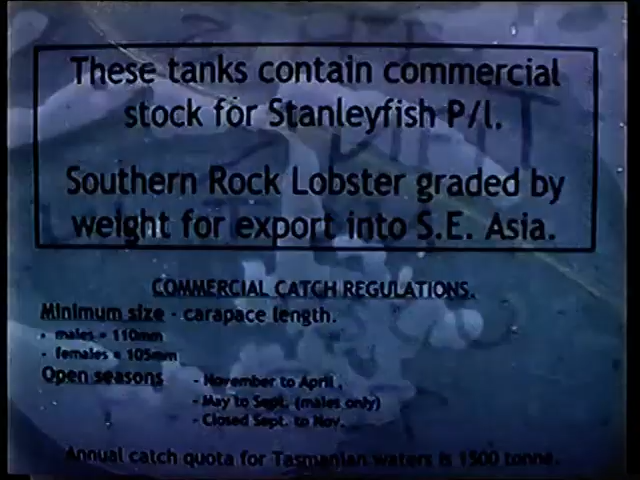 These tanks contain commercial
stock for Stanleyfish P/l.
Southern Rock Lobster graded by
weight for export into S.E. Asia.
COMMERCIAL CATCH REGULATIONS.
Minimum size - carapace length.
- males = 110mm
- females = 105mm
Open seasons - November to April.
- May to Sept. (males only)
- Closed Sept. to Nov.
Annual catch quota for Tasmanian waters is 1500 tonne.